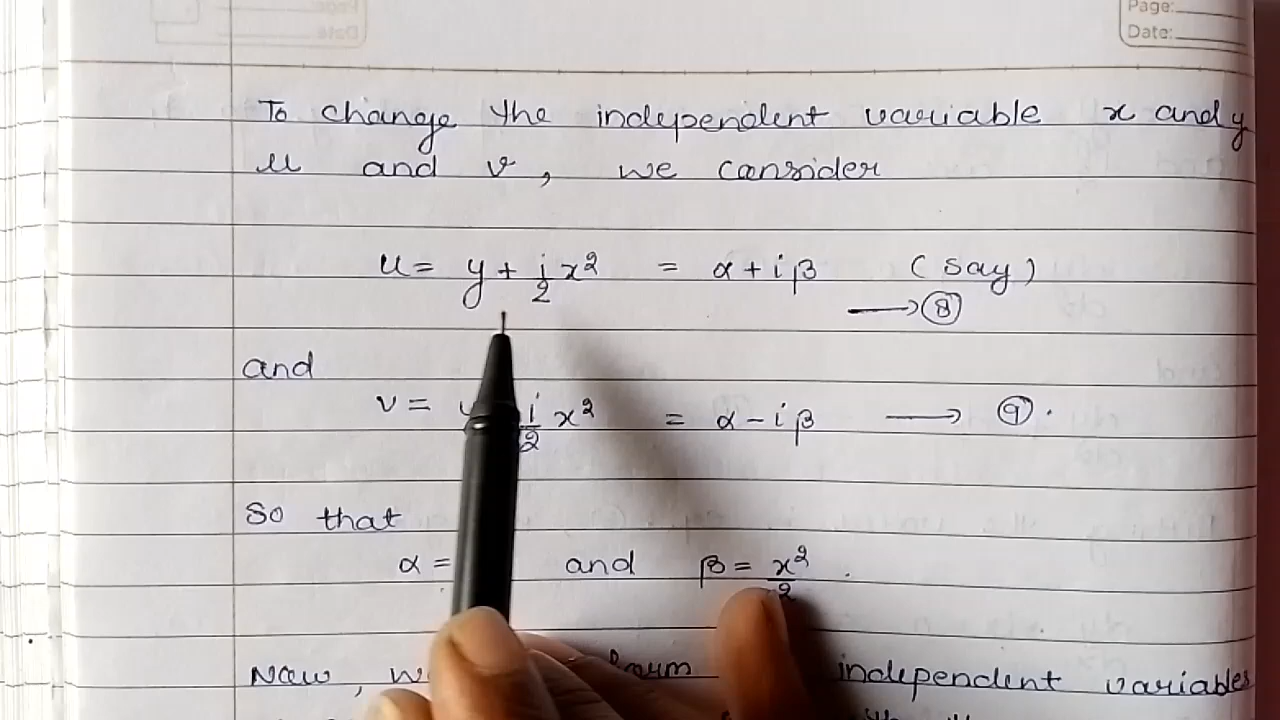 Page:
Date:
To change the independent variable x and y
u and v, we consider
u = y + i/2 x² = α + iβ (say)
→ ⑧
and
v = i/2 x² = α - iβ → ⑨.
So that
α = and β = x²/2 .
Now, independent variables